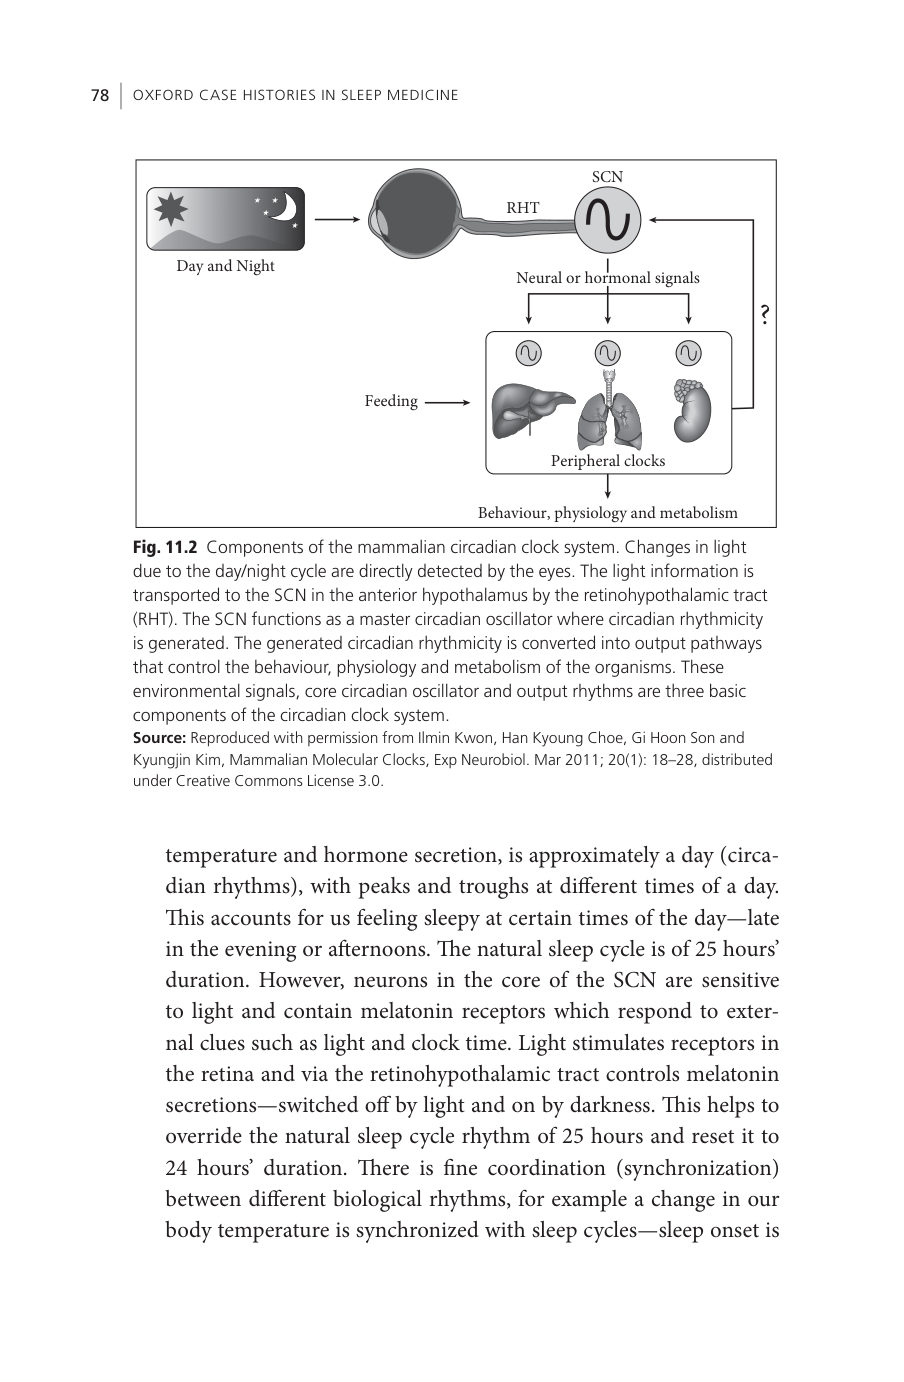 78 OXFORD CASE HISTORIES IN SLEEP MEDICINE
SCN
RHT
Day and Night
Neural or hormonal signals
?
Feeding
Peripheral clocks
Behaviour, physiology and metabolism
Fig. 11.2 Components of the mammalian circadian clock system. Changes in light
due to the day/night cycle are directly detected by the eyes. The light information is
transported to the SCN in the anterior hypothalamus by the retinohypothalamic tract
(RHT). The SCN functions as a master circadian oscillator where circadian rhythmicity
is generated. The generated circadian rhythmicity is converted into output pathways
that control the behaviour, physiology and metabolism of the organisms. These
environmental signals, core circadian oscillator and output rhythms are three basic
components of the circadian clock system.
Source: Reproduced with permission from Ilmin Kwon, Han Kyoung Choe, Gi Hoon Son and
Kyungjin Kim, Mammalian Molecular Clocks, Exp Neurobiol. Mar 2011; 20(1): 18–28, distributed
under Creative Commons License 3.0.
temperature and hormone secretion, is approximately a day (circa-
dian rhythms), with peaks and troughs at different times of a day.
This accounts for us feeling sleepy at certain times of the day—late
in the evening or afternoons. The natural sleep cycle is of 25 hours’
duration. However, neurons in the core of the SCN are sensitive
to light and contain melatonin receptors which respond to exter-
nal clues such as light and clock time. Light stimulates receptors in
the retina and via the retinohypothalamic tract controls melatonin
secretions—switched off by light and on by darkness. This helps to
override the natural sleep cycle rhythm of 25 hours and reset it to
24 hours’ duration. There is fine coordination (synchronization)
between different biological rhythms, for example a change in our
body temperature is synchronized with sleep cycles—sleep onset is